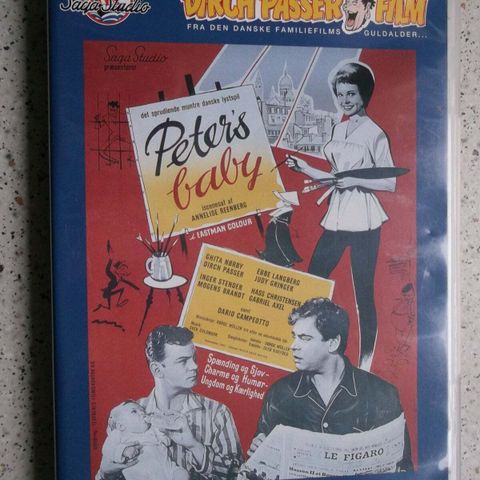 Saga Studio
DIRCH PASSER FILM
FRA DEN DANSKE FAMILIEFILMS GULDALDER...
Saga Studio
præsenterer
det sprudlende muntre danske lystspil
Peter's
baby
iscenesat af
ANNELISE REENBERG
i EASTMAN COLOUR
GHITA NØRBY EBBE LANGBERG
DIRCH PASSER JUDY GRINGER
INGER STENDER HASS CHRISTENSEN
MOGENS BRANDT GABRIEL AXEL
samt
DARIO CAMPEOTTO
Spænding og Sjov-
Charme og Humør-
Ungdom og Kærlighed
LE FIGARO